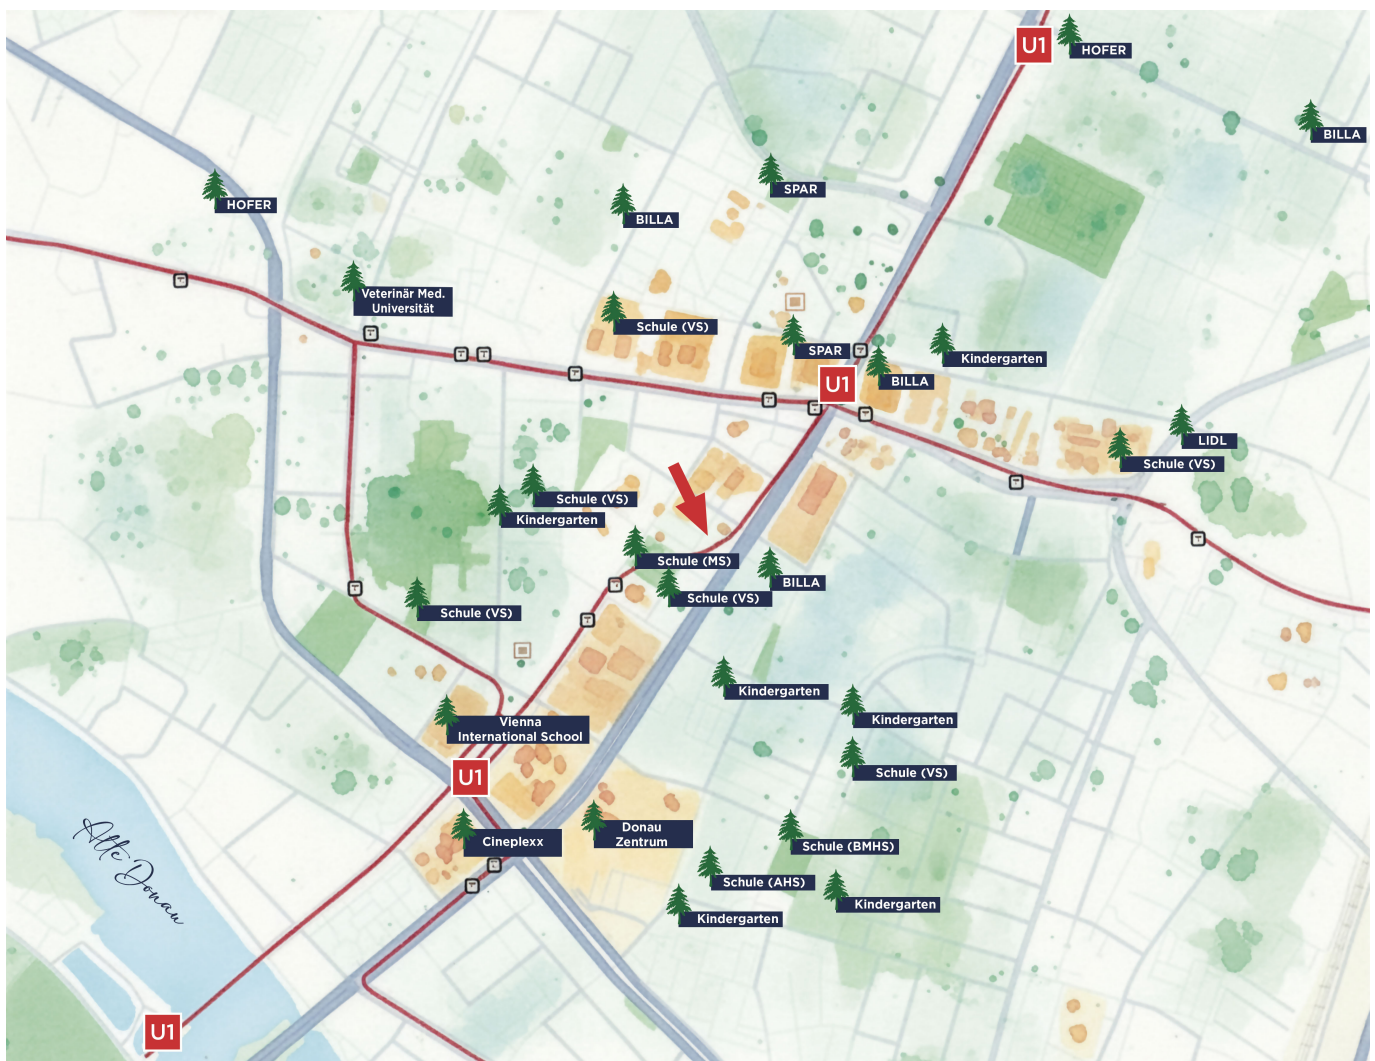 U1
HOFER
BILLA
SPAR
HOFER
BILLA
Veterinär Med.
Universität
Schule (VS)
SPAR
Kindergarten
U1
BILLA
LIDL
Schule (VS)
Schule (VS)
Kindergarten
Schule (MS)
BILLA
Schule (VS)
Schule (VS)
Kindergarten
Kindergarten
Vienna
International School
U1
Schule (VS)
Donau
Zentrum
Cineplexx
Schule (BMHS)
Alte Donau
Schule (AHS)
Kindergarten
Kindergarten
U1